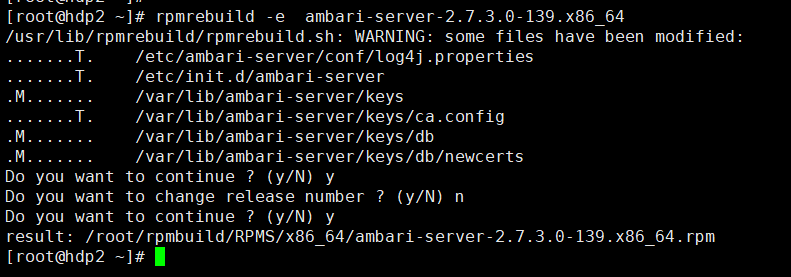 [root@hdp2 ~]# rpmrebuild -e  ambari-server-2.7.3.0-139.x86_64
/usr/lib/rpmrebuild/rpmrebuild.sh: WARNING: some files have been modified:
.......T.    /etc/ambari-server/conf/log4j.properties
.......T.    /etc/init.d/ambari-server
.M.......    /var/lib/ambari-server/keys
.......T.    /var/lib/ambari-server/keys/ca.config
.M.......    /var/lib/ambari-server/keys/db
.M.......    /var/lib/ambari-server/keys/db/newcerts
Do you want to continue ? (y/N) y
Do you want to change release number ? (y/N) n
Do you want to continue ? (y/N) y
result: /root/rpmbuild/RPMS/x86_64/ambari-server-2.7.3.0-139.x86_64.rpm
[root@hdp2 ~]#